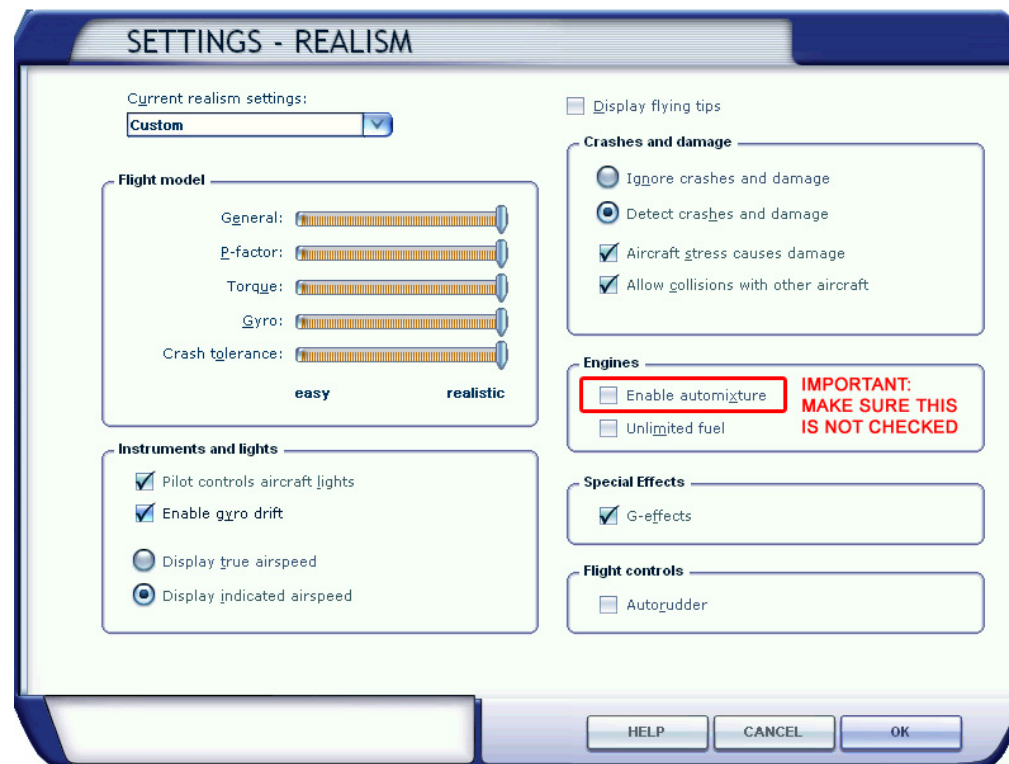 SETTINGS - REALISM
Current realism settings:
Custom
Flight model
General:
P-factor:
Torque:
Gyro:
Crash tolerance:
easy realistic
Instruments and lights
Pilot controls aircraft lights
Enable gyro drift
Display true airspeed
Display indicated airspeed
Display flying tips
Crashes and damage
Ignore crashes and damage
Detect crashes and damage
Aircraft stress causes damage
Allow collisions with other aircraft
Engines
Enable automixture
Unlimited fuel
IMPORTANT:
MAKE SURE THIS
IS NOT CHECKED
Special Effects
G-effects
Flight controls
Autorudder
HELP CANCEL OK